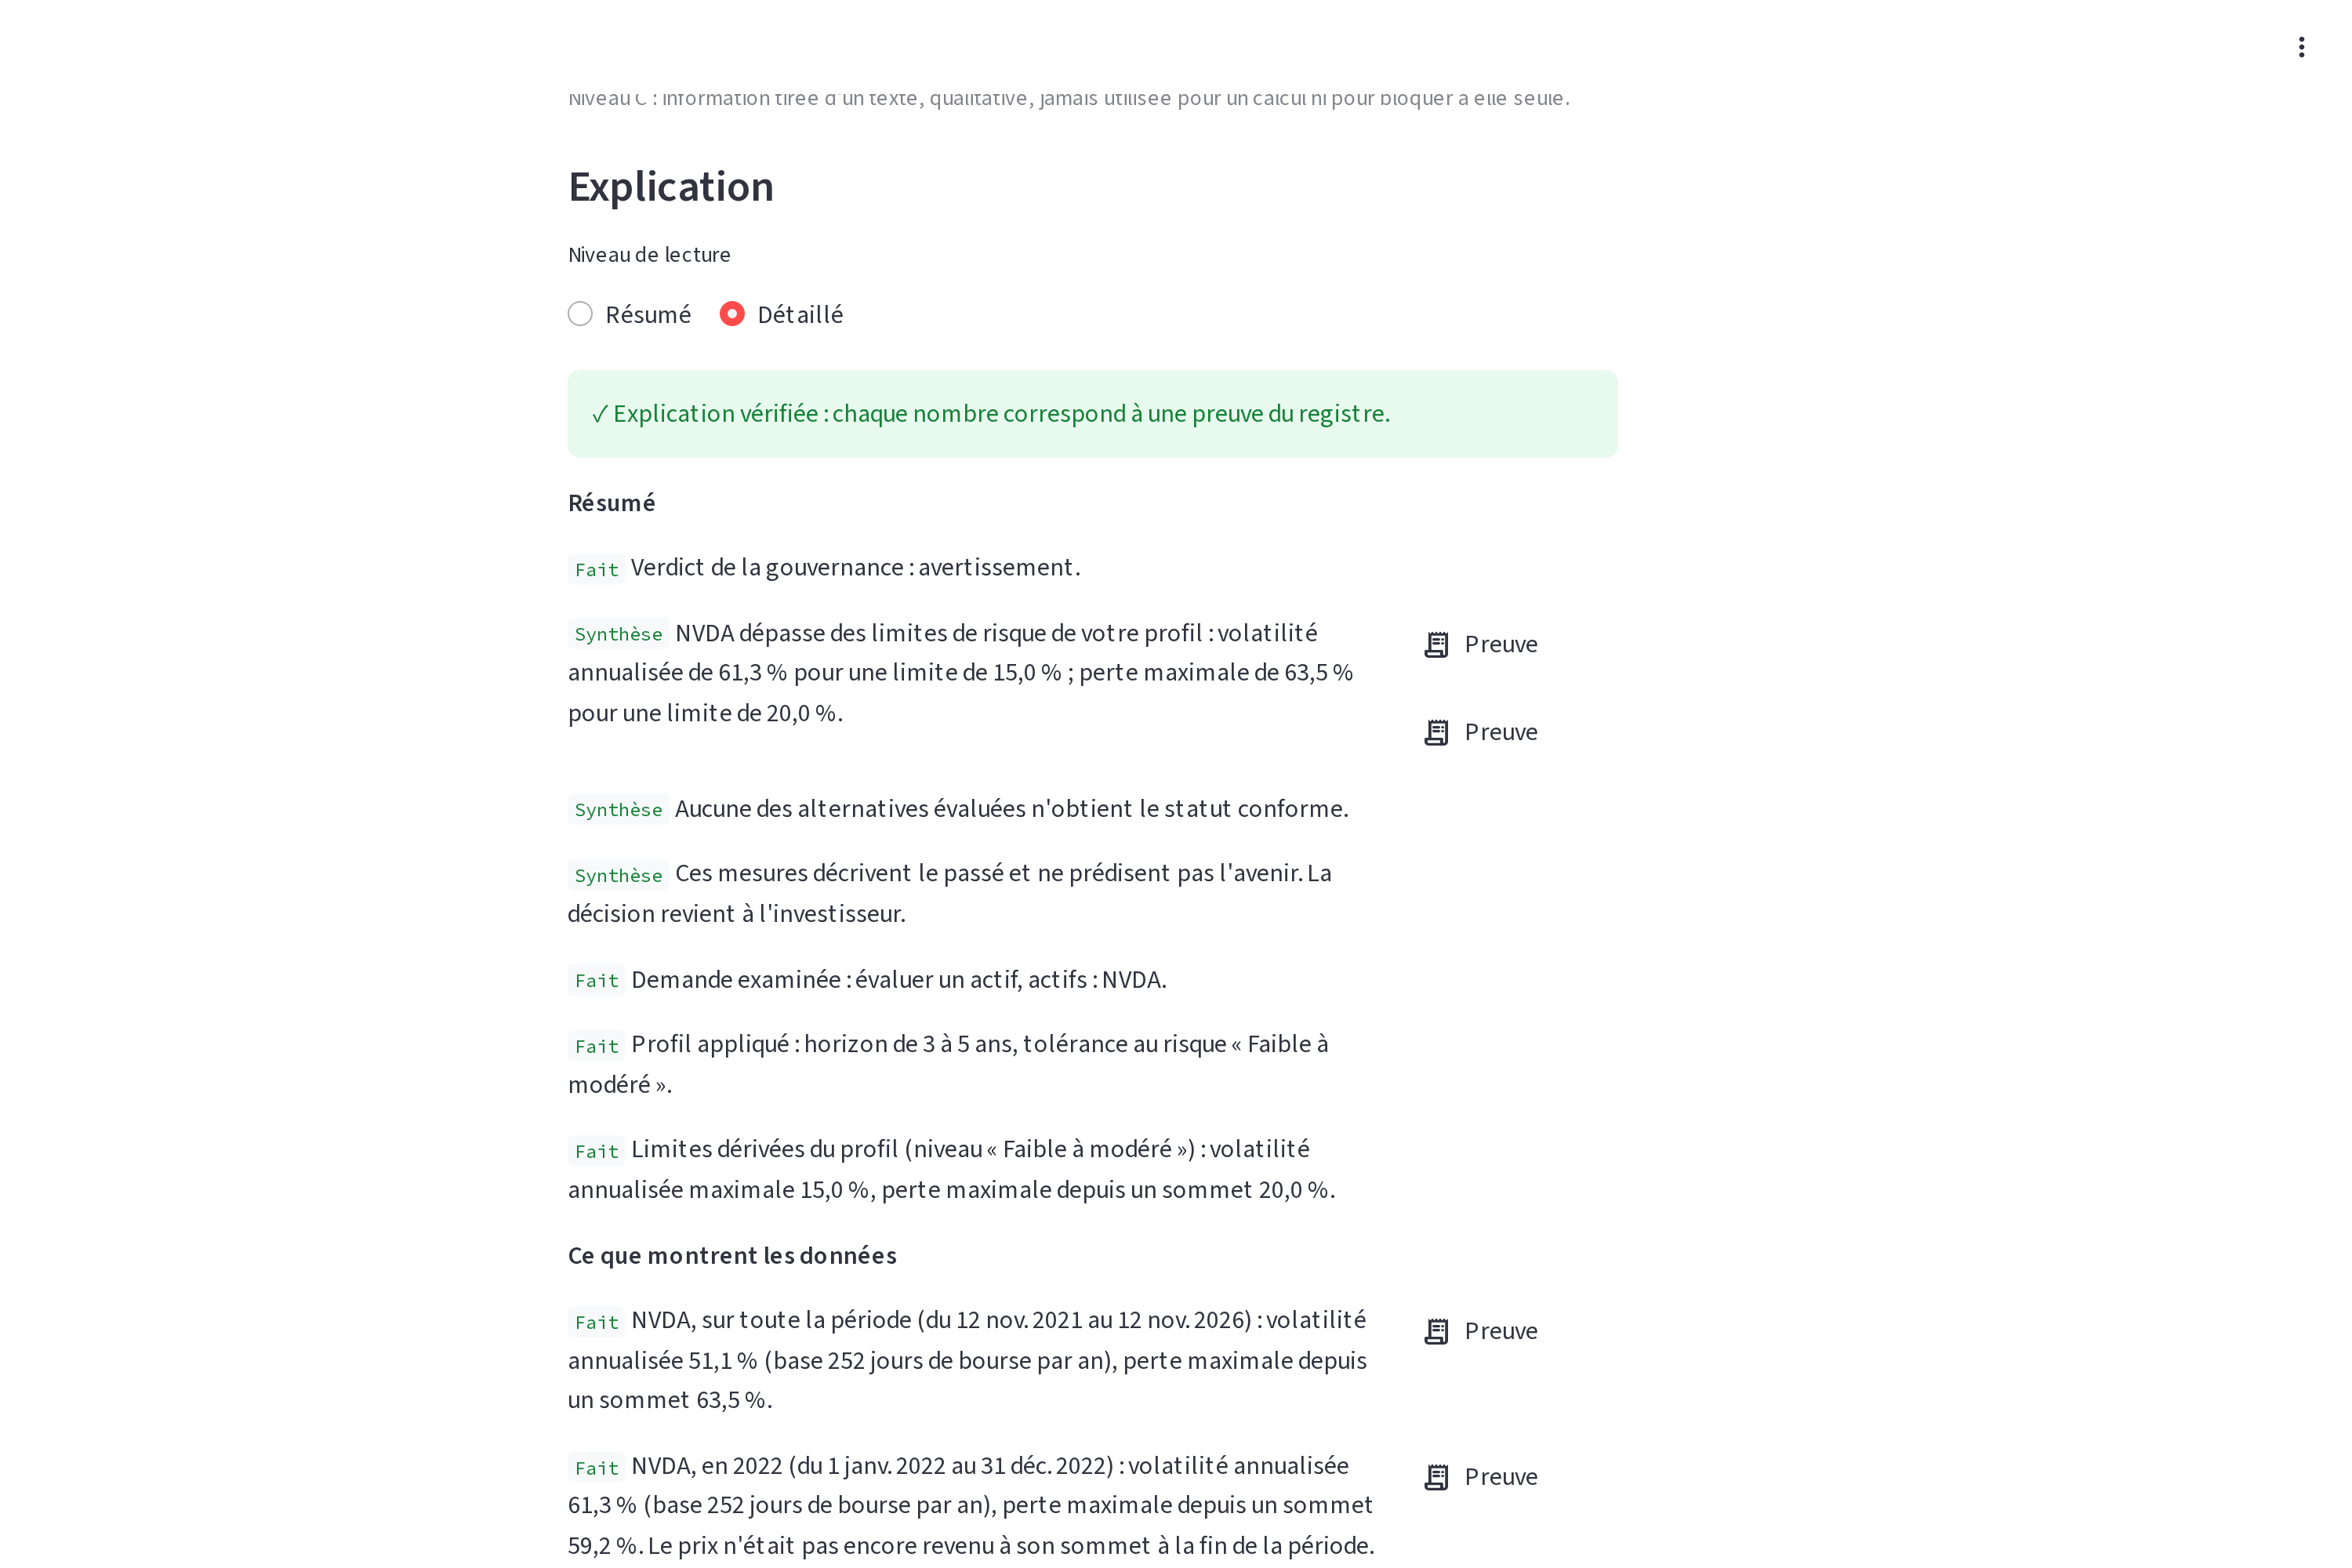 Niveau C : information tirée d'un texte, qualitative, jamais utilisée pour un calcul ni pour bloquer à elle seule.
Explication
Niveau de lecture
Résumé
Détaillé
✓ Explication vérifiée : chaque nombre correspond à une preuve du registre.
Résumé
Fait Verdict de la gouvernance : avertissement.
Synthèse NVDA dépasse des limites de risque de votre profil : volatilité
annualisée de 61,3 % pour une limite de 15,0 % ; perte maximale de 63,5 %
pour une limite de 20,0 %.
Preuve
Preuve
Synthèse Aucune des alternatives évaluées n'obtient le statut conforme.
Synthèse Ces mesures décrivent le passé et ne prédisent pas l'avenir. La
décision revient à l'investisseur.
Fait Demande examinée : évaluer un actif, actifs : NVDA.
Fait Profil appliqué : horizon de 3 à 5 ans, tolérance au risque « Faible à
modéré ».
Fait Limites dérivées du profil (niveau « Faible à modéré ») : volatilité
annualisée maximale 15,0 %, perte maximale depuis un sommet 20,0 %.
Ce que montrent les données
Fait NVDA, sur toute la période (du 12 nov. 2021 au 12 nov. 2026) : volatilité
annualisée 51,1 % (base 252 jours de bourse par an), perte maximale depuis
un sommet 63,5 %.
Preuve
Fait NVDA, en 2022 (du 1 janv. 2022 au 31 déc. 2022) : volatilité annualisée
61,3 % (base 252 jours de bourse par an), perte maximale depuis un sommet
59,2 %. Le prix n'était pas encore revenu à son sommet à la fin de la période.
Preuve